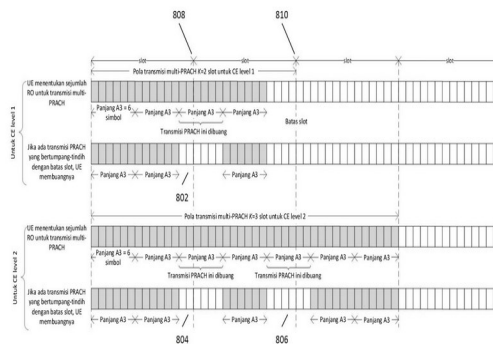 808
810
slot
slot
slot
slot
Pola transmisi multi-PRACH K=2 slot untuk CE level 1
Untuk CE level 1
UE menentukan sejumlah
RO untuk transmisi multi-
PRACH
Panjang A3 = 6
simbol
Panjang A3
Panjang A3
Panjang A3
Transmisi PRACH ini dibuang
Batas slot
Jika ada transmisi PRACH
yang bertumpang-tindih
dengan batas slot, UE
membuangnya
Panjang A3
Panjang A3
Panjang A3
802
Pola transmisi multi-PRACH K=3 slot untuk CE level 2
Untuk CE level 2
UE menentukan sejumlah
RO untuk transmisi multi-
PRACH
Panjang A3 = 6
simbol
Panjang A3
Panjang A3
Panjang A3
Panjang A3
Panjang A3
Panjang A3
Transmisi PRACH ini dibuang
Transmisi PRACH ini dibuang
Jika ada transmisi PRACH
yang bertumpang-tindih
dengan batas slot, UE
membuangnya
Panjang A3
Panjang A3
Panjang A3
Panjang A3
Panjang A3
804
806